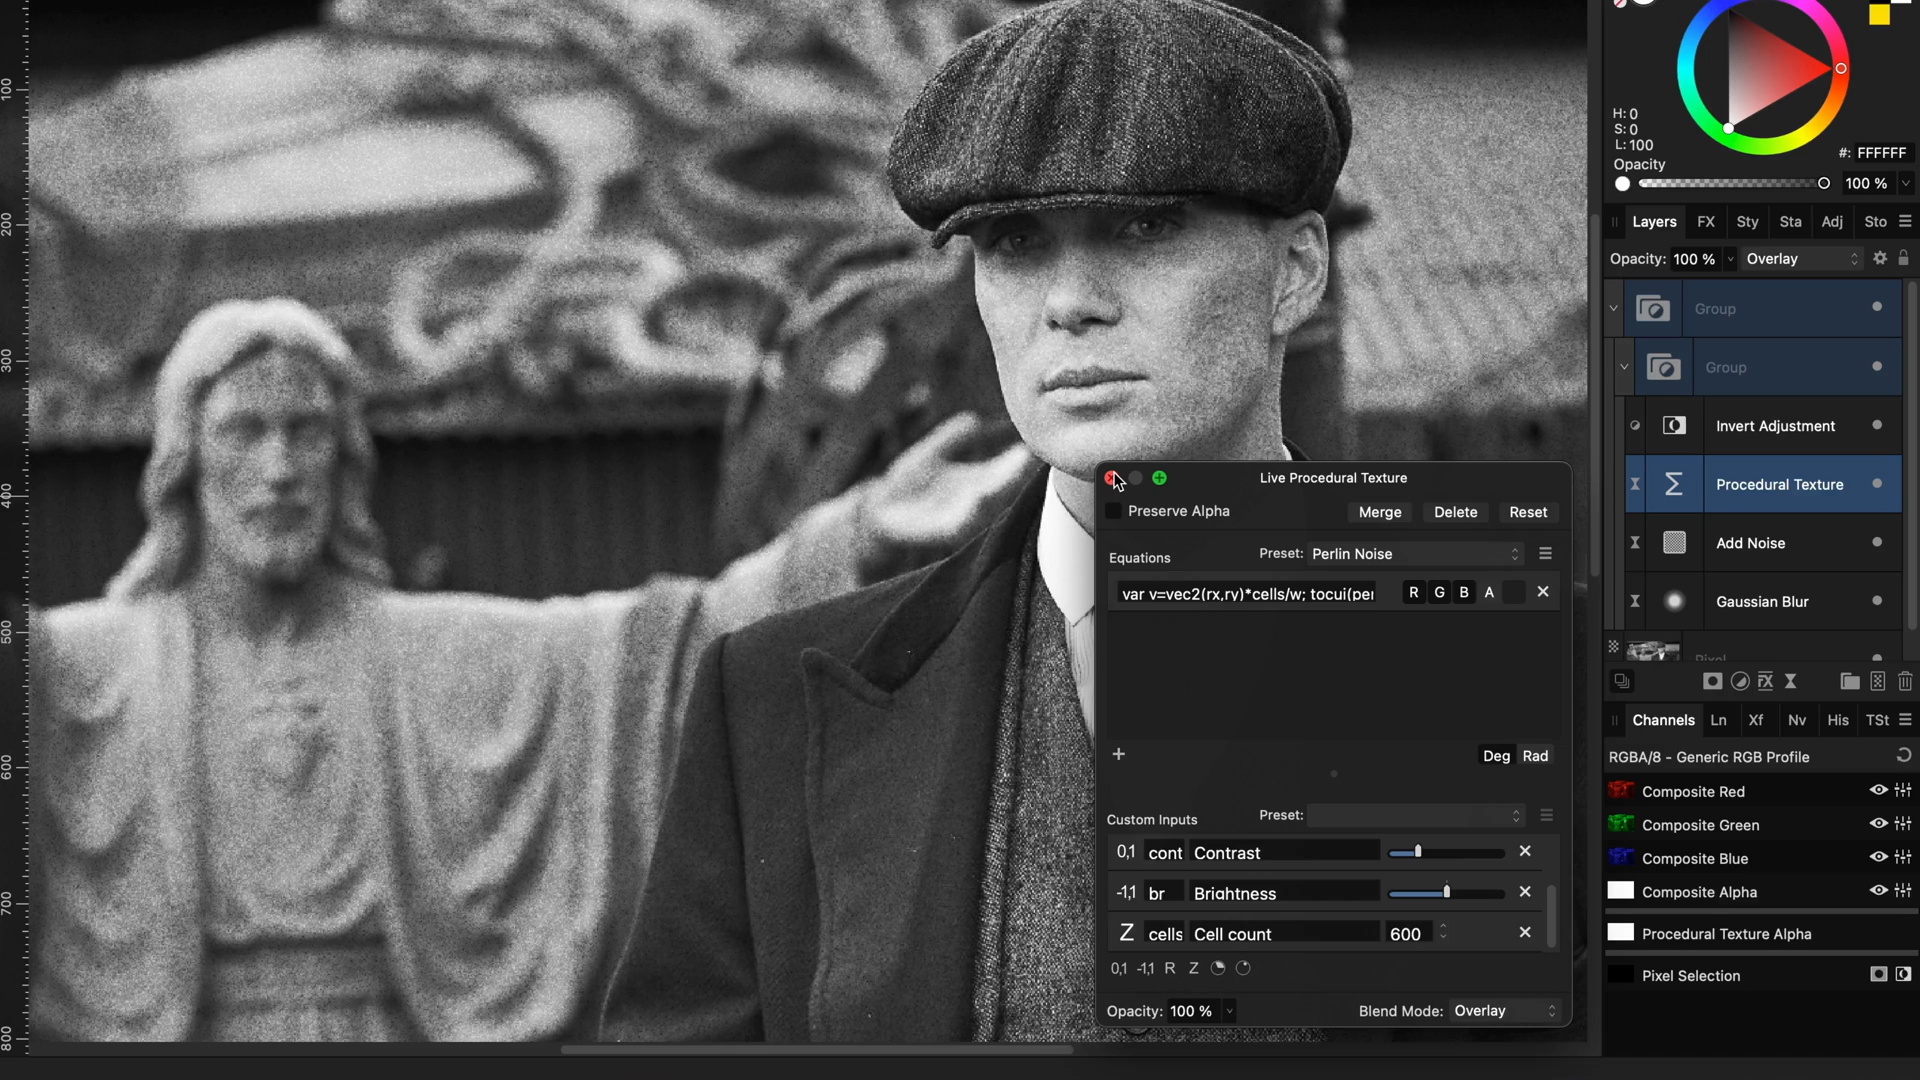 100
200
300
400
500
600
700
800
H: 0
S: 0
L: 100
#: FFFFFF
Opacity
100 %
Layers FX Sty Sta Adj Sto
Opacity: 100 % Overlay
Group
Group
Invert Adjustment
Procedural Texture
Add Noise
Gaussian Blur
Pixel
Live Procedural Texture
Preserve Alpha Merge Delete Reset
Equations Preset: Perlin Noise
var v=vec2(rx,ry)*cells/w; tocui(per R G B A
Deg Rad
Custom Inputs Preset:
0,1 cont Contrast
-1,1 br Brightness
Z cells Cell count 600
0,1 -1,1 R Z
Opacity: 100 % Blend Mode: Overlay
Channels Ln Xf Nv His TSt
RGBA/8 - Generic RGB Profile
Composite Red
Composite Green
Composite Blue
Composite Alpha
Procedural Texture Alpha
Pixel Selection